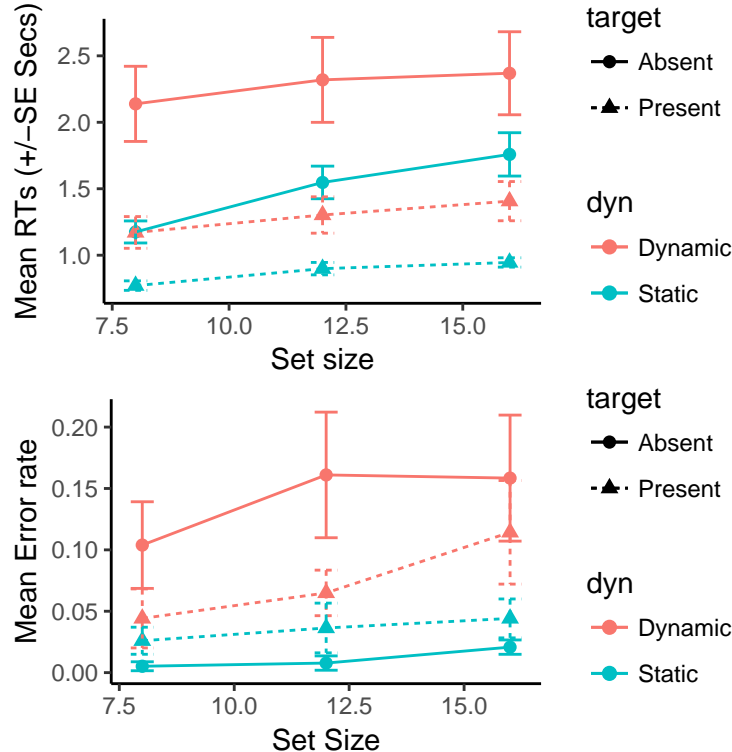 Mean RTs (+/−SE Secs)
2.5
2.0
1.5
1.0
7.5 10.0 12.5 15.0
Set size
target
Absent
Present
dyn
Dynamic
Static
Mean Error rate
0.20
0.15
0.10
0.05
0.00
7.5 10.0 12.5 15.0
Set Size
target
Absent
Present
dyn
Dynamic
Static